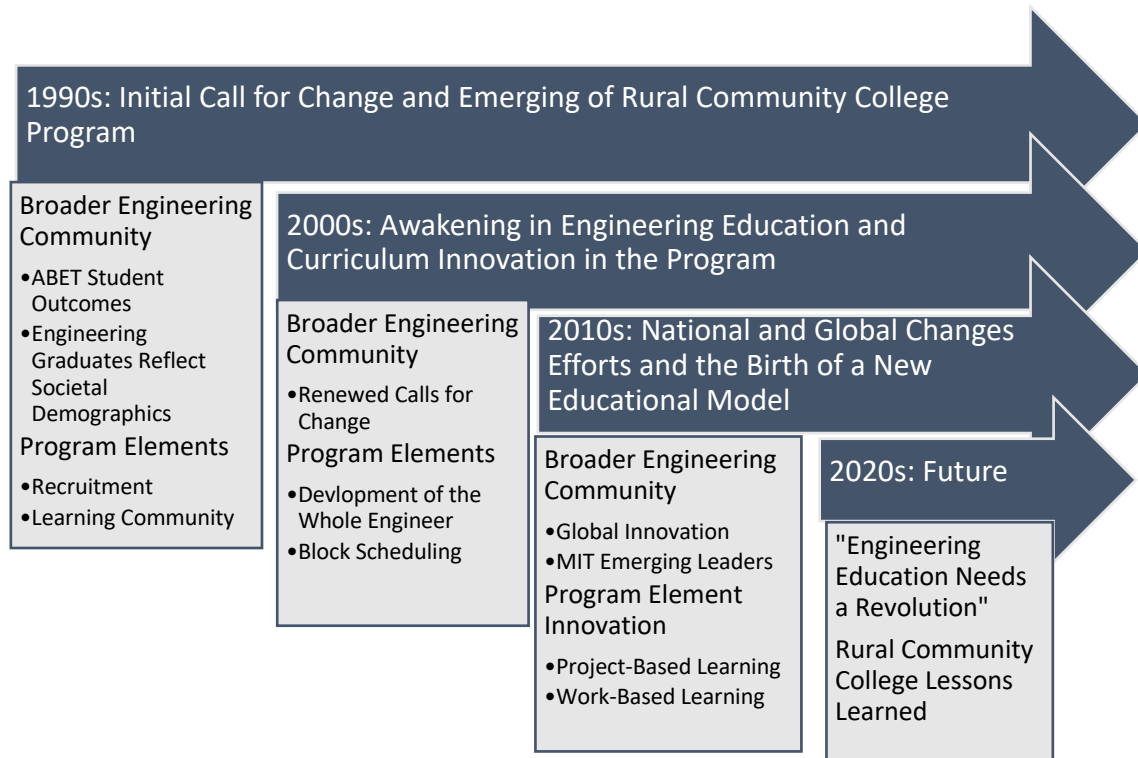 1990s: Initial Call for Change and Emerging of Rural Community College
Program
Broader Engineering
Community
•ABET Student
Outcomes
•Engineering
Graduates Reflect
Societal
Demographics
Program Elements
•Recruitment
•Learning Community
2000s: Awakening in Engineering Education and
Curriculum Innovation in the Program
Broader Engineering
Community
•Renewed Calls for
Change
Program Elements
•Devlopment of the
Whole Engineer
•Block Scheduling
2010s: National and Global Changes
Efforts and the Birth of a New
Educational Model
Broader Engineering
Community
•Global Innovation
•MIT Emerging Leaders
Program Element
Innovation
•Project-Based Learning
•Work-Based Learning
2020s: Future
"Engineering
Education Needs
a Revolution"
Rural Community
College Lessons
Learned